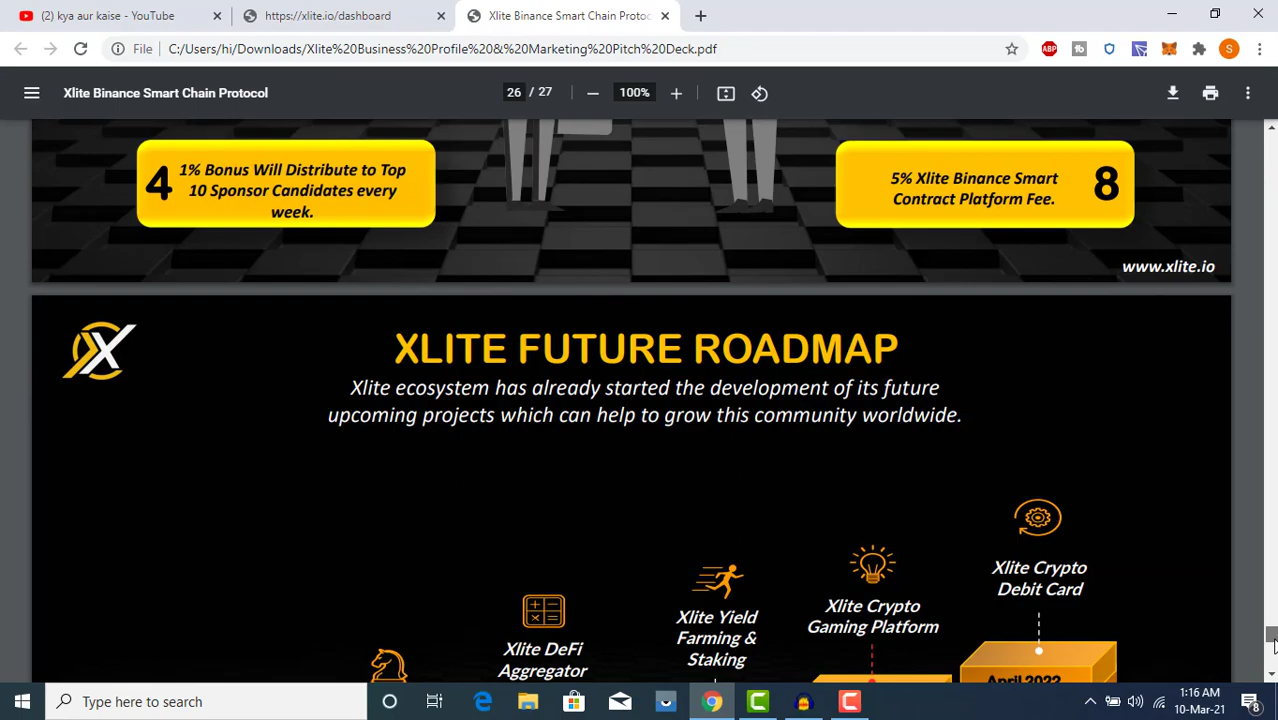 (2) kya aur kaise - YouTube
https://xlite.io/dashboard
Xlite Binance Smart Chain Protoc
File
C:/Users/hi/Downloads/Xlite%20Business%20Profile%20&%20Marketing%20Pitch%20Deck.pdf
ABP
S
Xlite Binance Smart Chain Protocol
26 / 27
100%
4
1% Bonus Will Distribute to Top
10 Sponsor Candidates every
week.
5% Xlite Binance Smart
Contract Platform Fee.
8
www.xlite.io
XLITE FUTURE ROADMAP
Xlite ecosystem has already started the development of its future
upcoming projects which can help to grow this community worldwide.
Xlite Crypto
Debit Card
Xlite Crypto
Gaming Platform
Xlite Yield
Farming &
Staking
Xlite DeFi
Aggregator
April 2022
Type here to search
1:16 AM
10-Mar-21
8